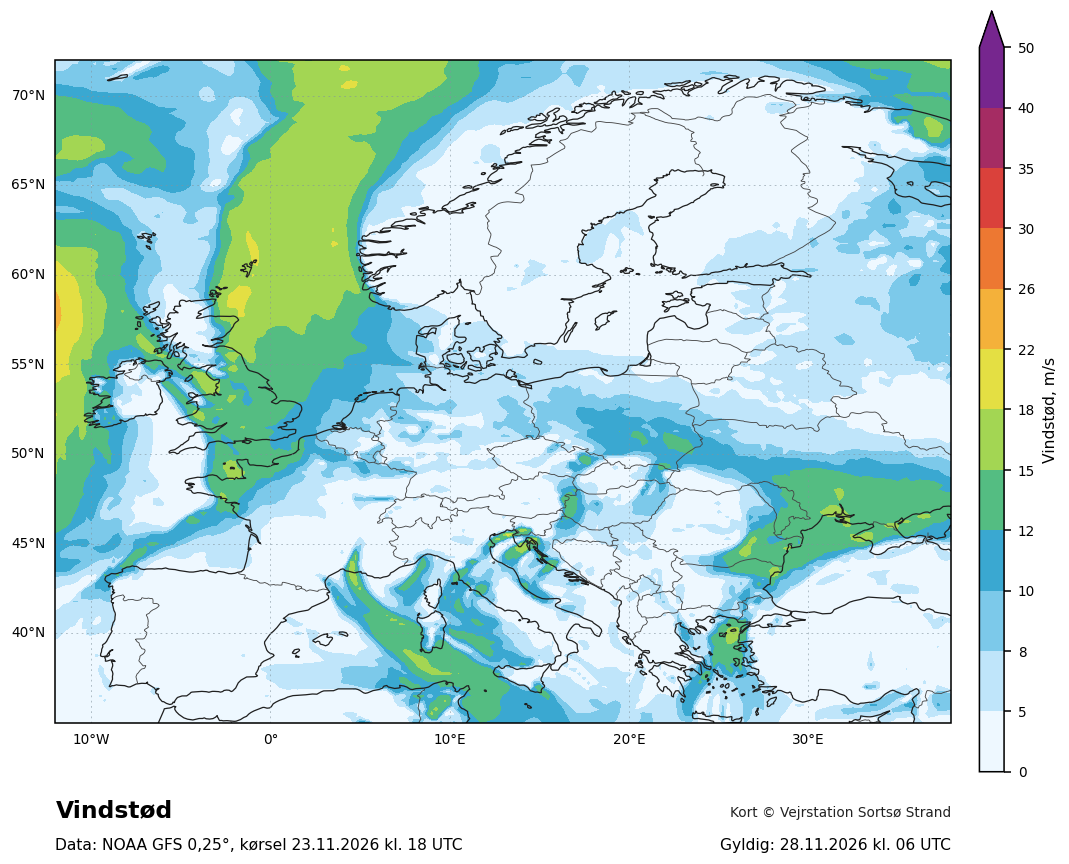 50
40
35
30
26
22
18
15
12
10
8
5
0
Vindstød, m/s
70°N
65°N
60°N
55°N
50°N
45°N
40°N
10°W
0°
10°E
20°E
30°E
Vindstød
Kort © Vejrstation Sortsø Strand
Data: NOAA GFS 0,25°, kørsel 23.11.2026 kl. 18 UTC
Gyldig: 28.11.2026 kl. 06 UTC